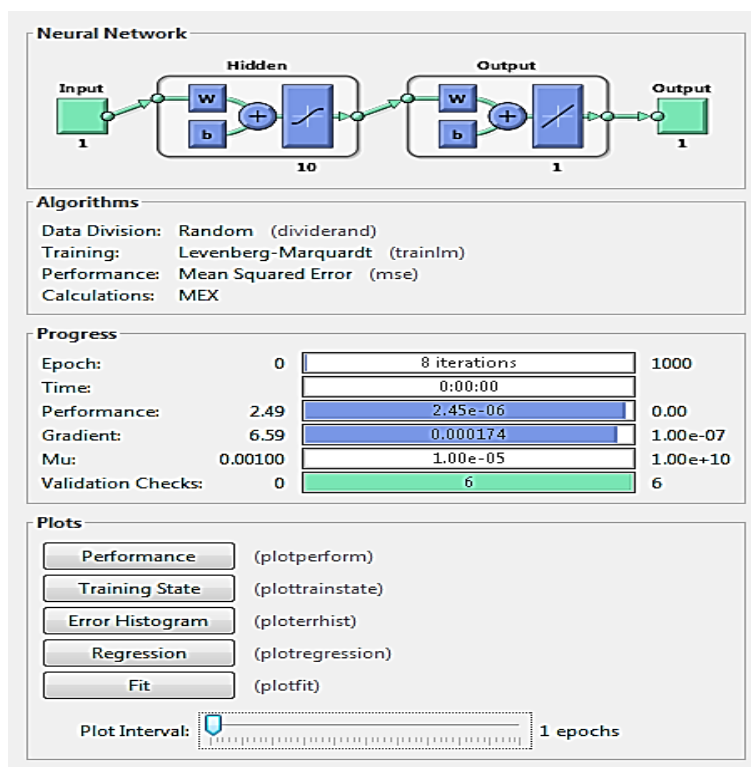 Neural Network
Hidden
Output
Input
Output
W
b
+
W
b
+
1
10
1
1
Algorithms
Data Division: Random (dividerand)
Training: Levenberg-Marquardt (trainlm)
Performance: Mean Squared Error (mse)
Calculations: MEX
Progress
Epoch: 0 8 iterations 1000
Time: 0:00:00
Performance: 2.49 2.45e-06 0.00
Gradient: 6.59 0.000174 1.00e-07
Mu: 0.00100 1.00e-05 1.00e+10
Validation Checks: 0 6 6
Plots
Performance (plotperform)
Training State (plottrainstate)
Error Histogram (ploterrhist)
Regression (plotregression)
Fit (plotfit)
Plot Interval: 1 epochs